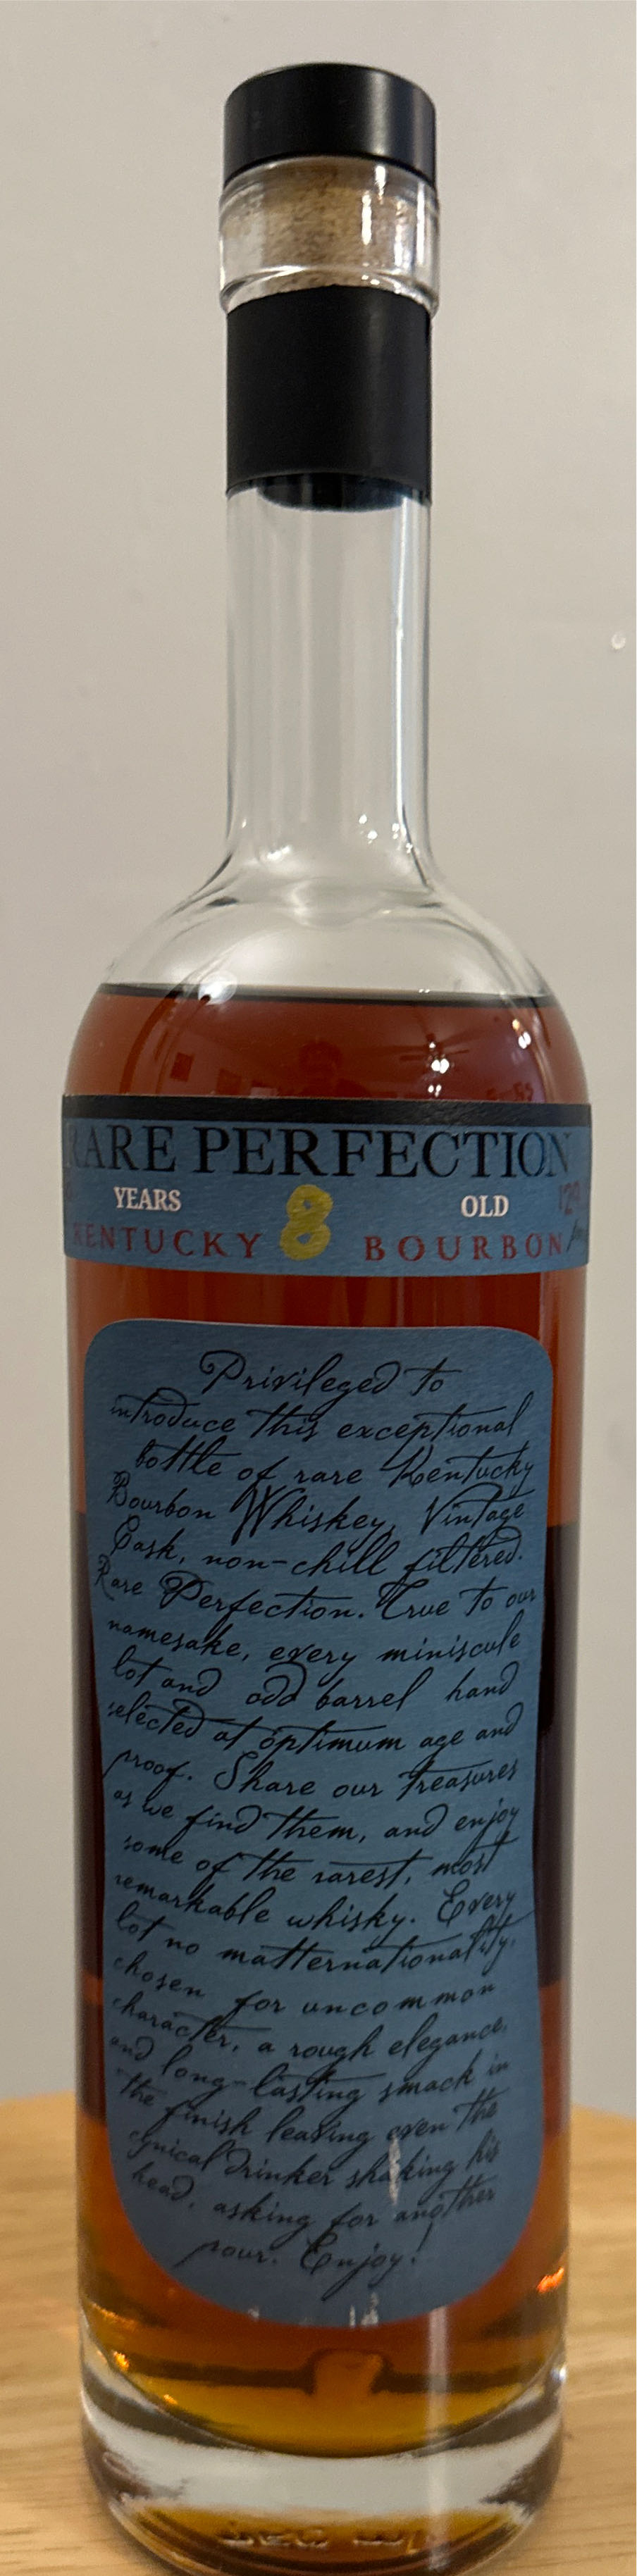 RARE PERFECTION
YEARS 8 OLD
KENTUCKY BOURBON
Privileged to
introduce this exceptional
bottle of rare Kentucky
Bourbon Whiskey, Vintage
Cask, non-chill filtered.
Rare Perfection. True to our
namesake, every miniscule
lot and odd barrel hand
selected at optimum age and
proof. Share our treasures
as we find them, and enjoy
some of the rarest, most
remarkable whisky. Every
lot no matternationality,
chosen for uncommon
character, a rough elegance,
and long-lasting smack in
the finish leaving even the
cynical drinker shaking his
head, asking for another
pour. Enjoy!